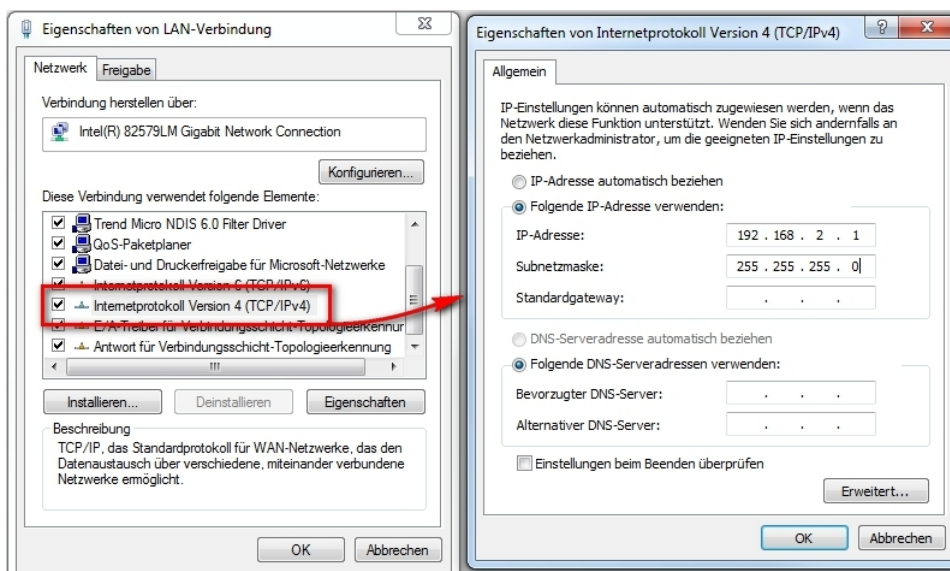 Eigenschaften von LAN-Verbindung
Netzwerk
Freigabe
Verbindung herstellen über:
Intel(R) 82579LM Gigabit Network Connection
Konfigurieren...
Diese Verbindung verwendet folgende Elemente:
Trend Micro NDIS 6.0 Filter Driver
QoS-Paketplaner
Datei- und Druckerfreigabe für Microsoft-Netzwerke
Internetprotokoll Version 6 (TCP/IPv6)
Internetprotokoll Version 4 (TCP/IPv4)
E/A-Treiber für Verbindungsschicht-Topologieerkennur
Antwort für Verbindungsschicht-Topologieerkennung
Installieren...
Deinstallieren
Eigenschaften
Beschreibung
TCP/IP, das Standardprotokoll für WAN-Netzwerke, das den
Datenaustausch über verschiedene, miteinander verbundene
Netzwerke ermöglicht.
OK
Abbrechen
Eigenschaften von Internetprotokoll Version 4 (TCP/IPv4)
Allgemein
IP-Einstellungen können automatisch zugewiesen werden, wenn das
Netzwerk diese Funktion unterstützt. Wenden Sie sich andernfalls an
den Netzwerkadministrator, um die geeigneten IP-Einstellungen zu
beziehen.
IP-Adresse automatisch beziehen
Folgende IP-Adresse verwenden:
IP-Adresse: 192 . 168 . 2 . 1
Subnetzmaske: 255 . 255 . 255 . 0
Standardgateway: . . .
DNS-Serveradresse automatisch beziehen
Folgende DNS-Serveradressen verwenden:
Bevorzugter DNS-Server: . . .
Alternativer DNS-Server: . . .
Einstellungen beim Beenden überprüfen
Erweitert...
OK
Abbrechen